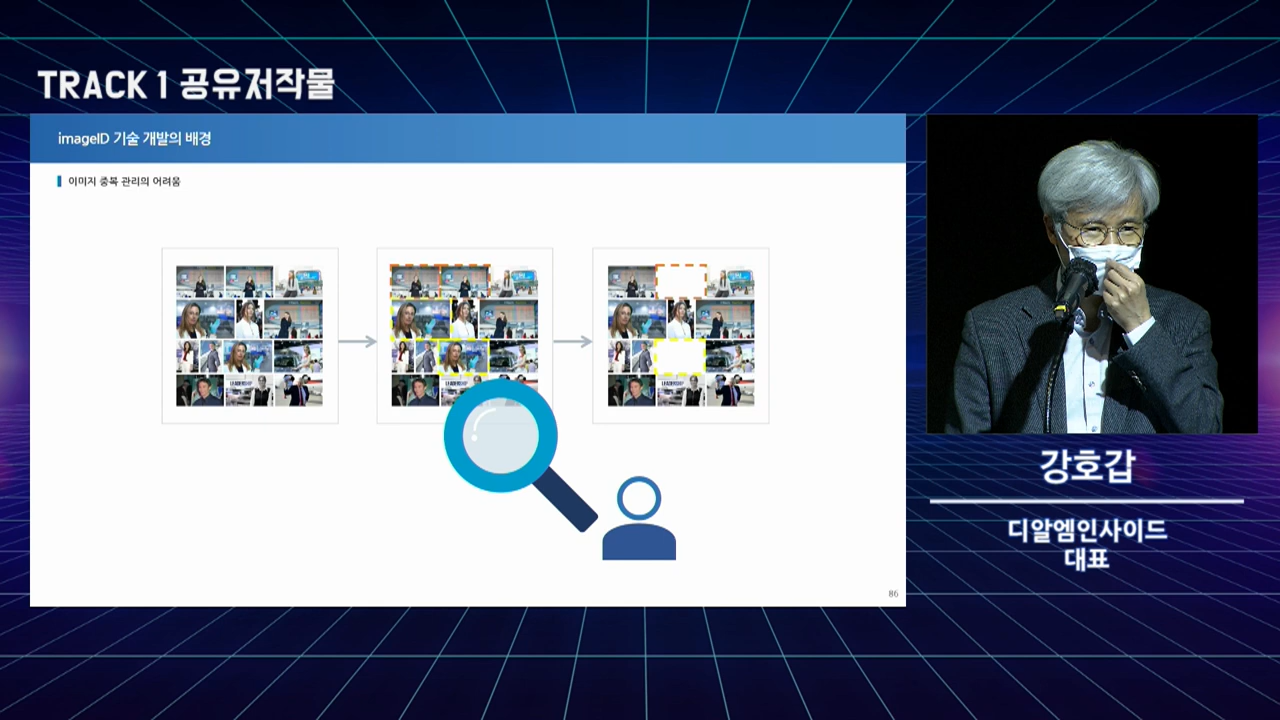 TRACK 1 공유저작물
imageID 기술 개발의 배경
이미지 중복 관리의 어려움
86
강호갑
디알엠인사이드
대표